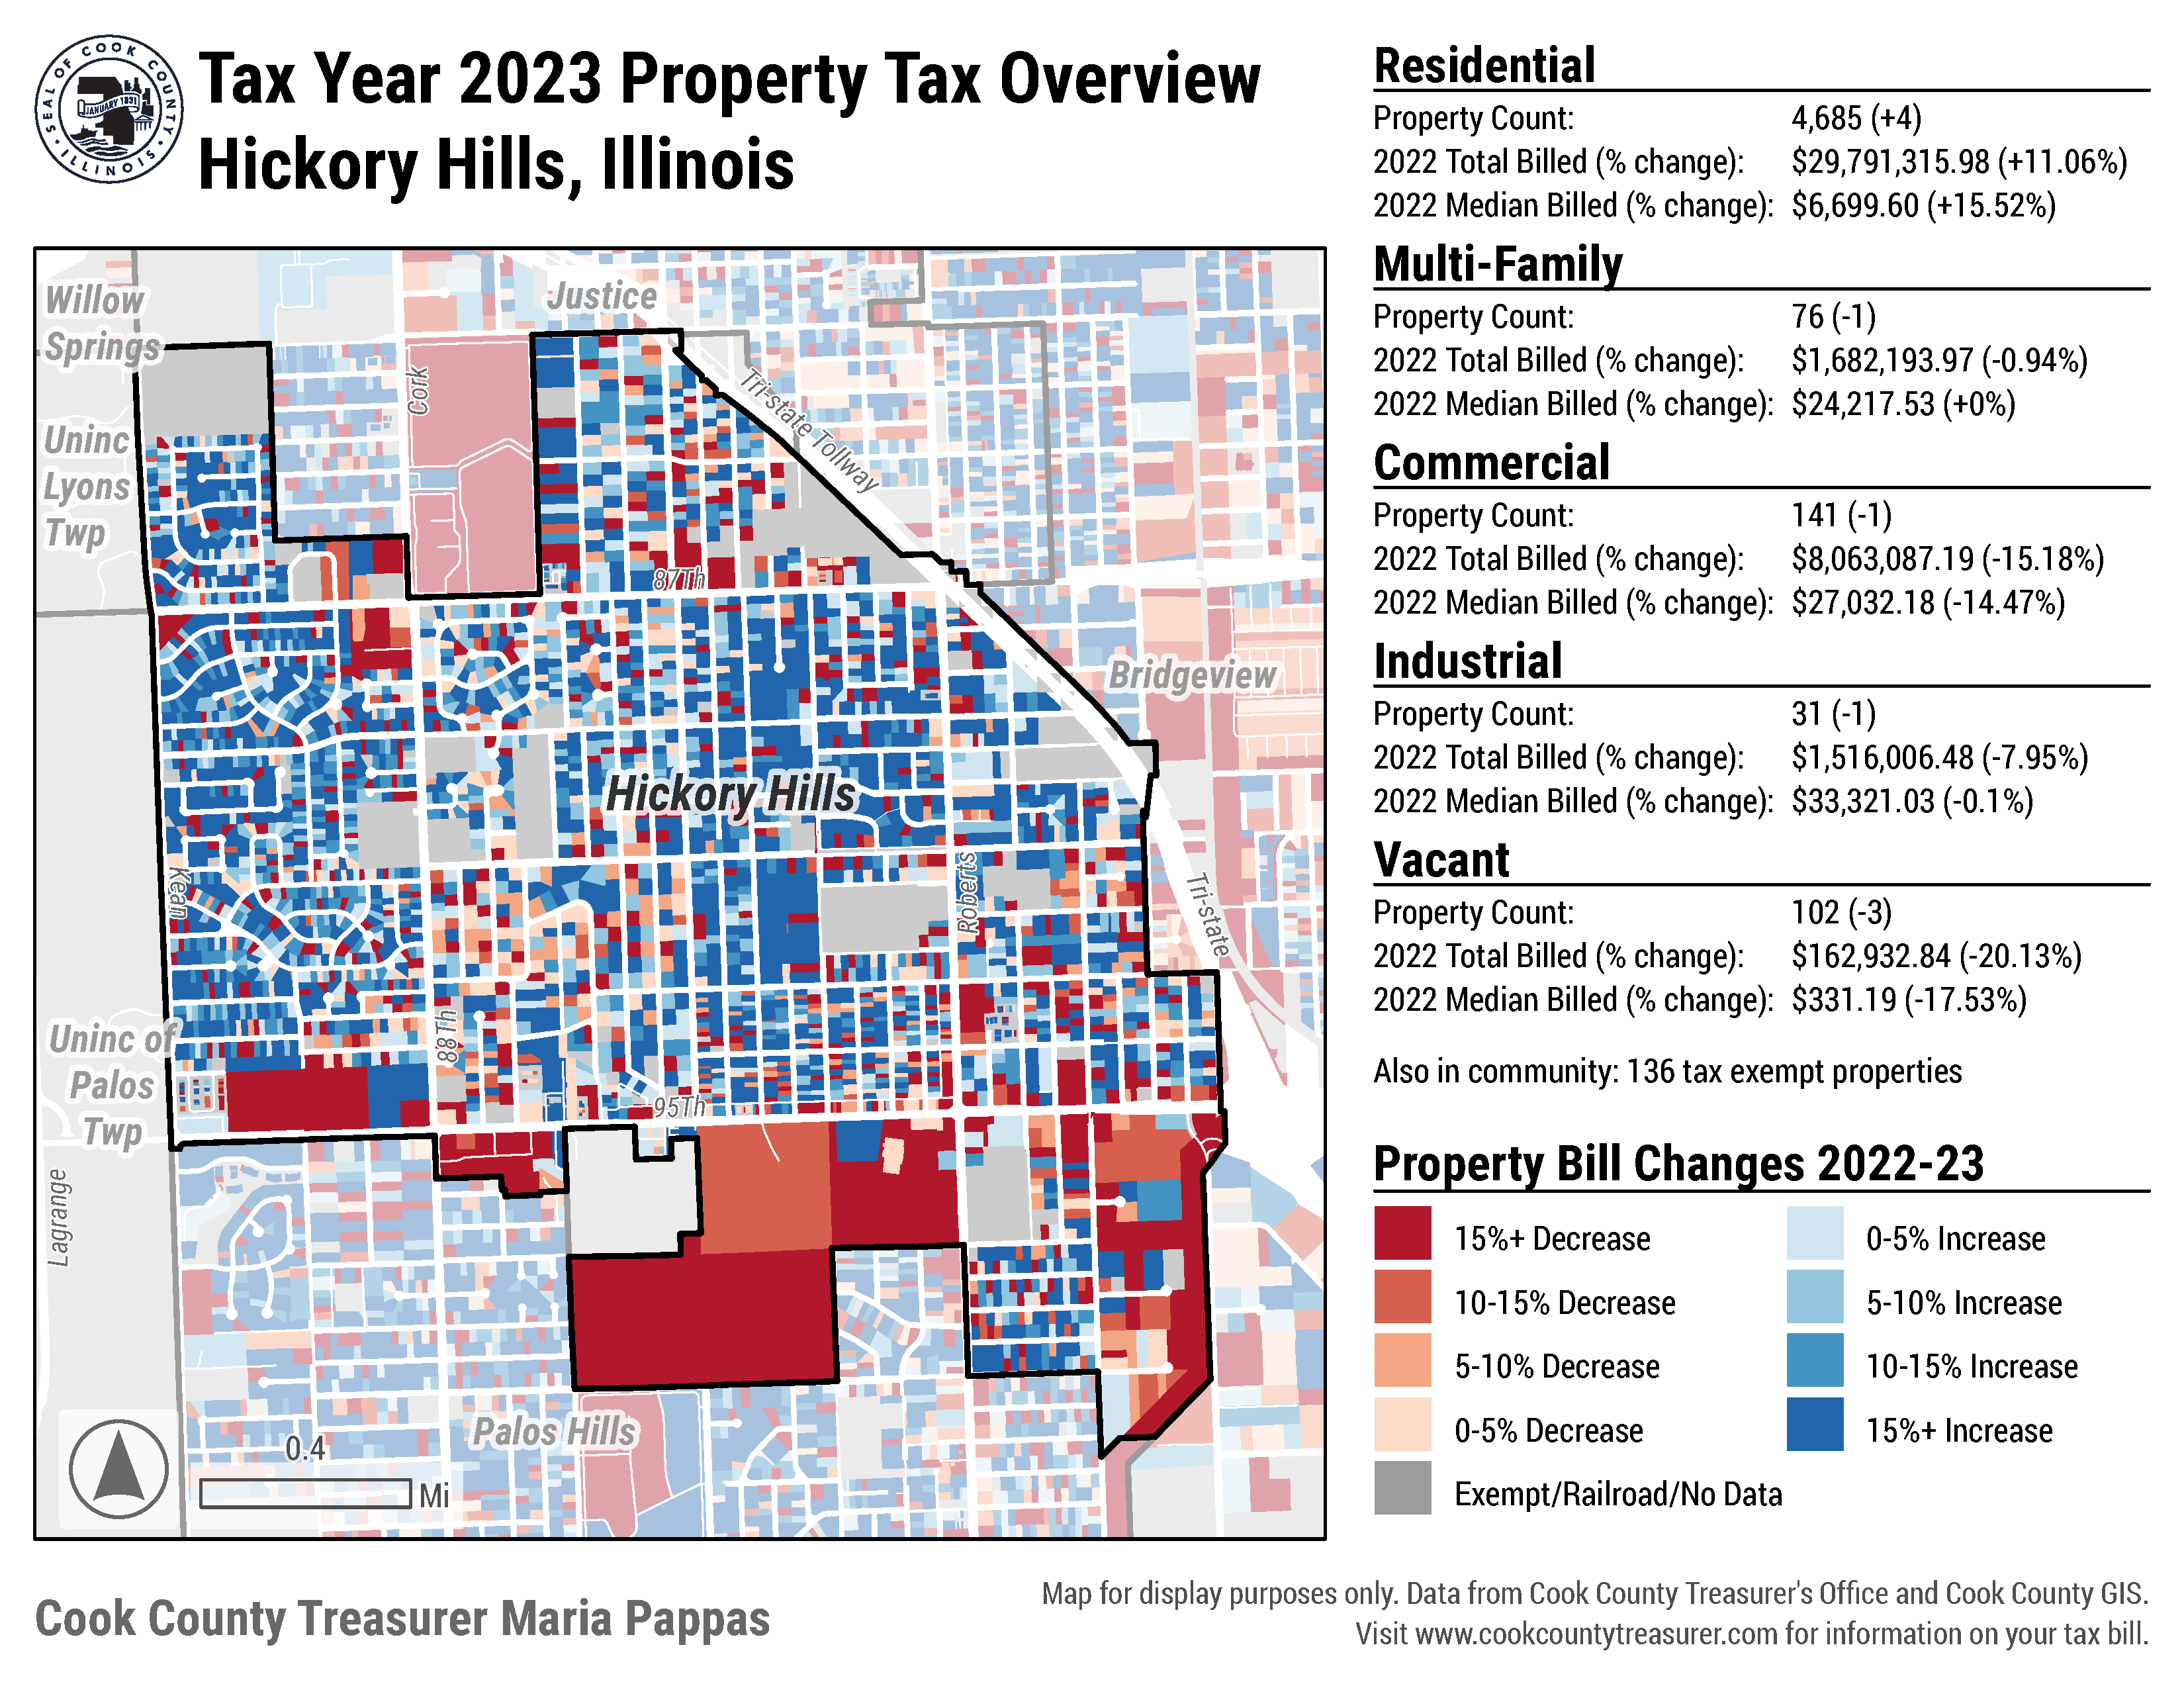 SEAL OF COOK COUNTY
JANUARY 1831
ILLINOIS
Tax Year 2023 Property Tax Overview
Hickory Hills, Illinois
Willow
Springs
Justice
Cork
Tri-state Tollway
Uninc
Lyons
Twp
87Th
Bridgeview
Hickory Hills
Kean
Roberts
Tri-state
88Th
Uninc of
Palos
Twp
95Th
Lagrange
Palos Hills
0.4
Mi
Residential
Property Count: 4,685 (+4)
2022 Total Billed (% change): $29,791,315.98 (+11.06%)
2022 Median Billed (% change): $6,699.60 (+15.52%)
Multi-Family
Property Count: 76 (-1)
2022 Total Billed (% change): $1,682,193.97 (-0.94%)
2022 Median Billed (% change): $24,217.53 (+0%)
Commercial
Property Count: 141 (-1)
2022 Total Billed (% change): $8,063,087.19 (-15.18%)
2022 Median Billed (% change): $27,032.18 (-14.47%)
Industrial
Property Count: 31 (-1)
2022 Total Billed (% change): $1,516,006.48 (-7.95%)
2022 Median Billed (% change): $33,321.03 (-0.1%)
Vacant
Property Count: 102 (-3)
2022 Total Billed (% change): $162,932.84 (-20.13%)
2022 Median Billed (% change): $331.19 (-17.53%)
Also in community: 136 tax exempt properties
Property Bill Changes 2022-23
15%+ Decrease
0-5% Increase
10-15% Decrease
5-10% Increase
5-10% Decrease
10-15% Increase
0-5% Decrease
15%+ Increase
Exempt/Railroad/No Data
Cook County Treasurer Maria Pappas
Map for display purposes only. Data from Cook County Treasurer's Office and Cook County GIS.
Visit www.cookcountytreasurer.com for information on your tax bill.